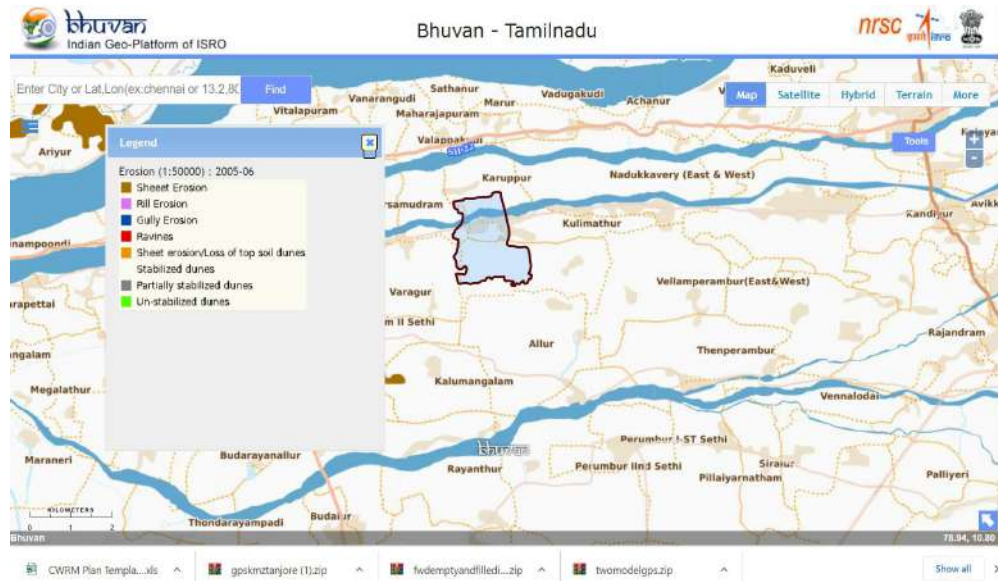 bhuvan
Indian Geo-Platform of ISRO
Bhuvan - Tamilnadu
nrsc
isro
Enter City or Lat,Lon(ex:chennai or 13.2,80
Find
Map
Satellite
Hybrid
Terrain
More
Tools
+
-
Kaduveli
Vitalapuram
Vanarangudi
Sathanur
Maharajapuram
Marur
Vadugakudi
Achanur
Ariyur
Karuppur
Nadukkavery (East & West)
Kulimathur
Kandiyur
Legend
Erosion (1:50000) : 2005-06
Sheeet Erosion
Rill Erosion
Gully Erosion
Ravines
Sheet erosion/Loss of top soil dunes
Stabilized dunes
Partially stabilized dunes
Un-stabilized dunes
Varagur
Vellamperambur(East&West)
m II Sethi
Allur
Thenperambur
Rajandram
Megalathur
Kalumangalam
Vennalodai
Maraneri
Budarayanallur
bhuvan
Rayanthur
Perumbur I-ST Sethi
Perumbur IInd Sethi
Pillaiyarnatham
Palliyeri
KILOMETERS
0 1 2
Thondarayampadi
Budalur
Bhuvan
78.94, 10.80
CWRM Plan Templa....xls
gpskmztanjore (1).zip
fwdemptyandfilledi....zip
twomodelgps.zip
Show all